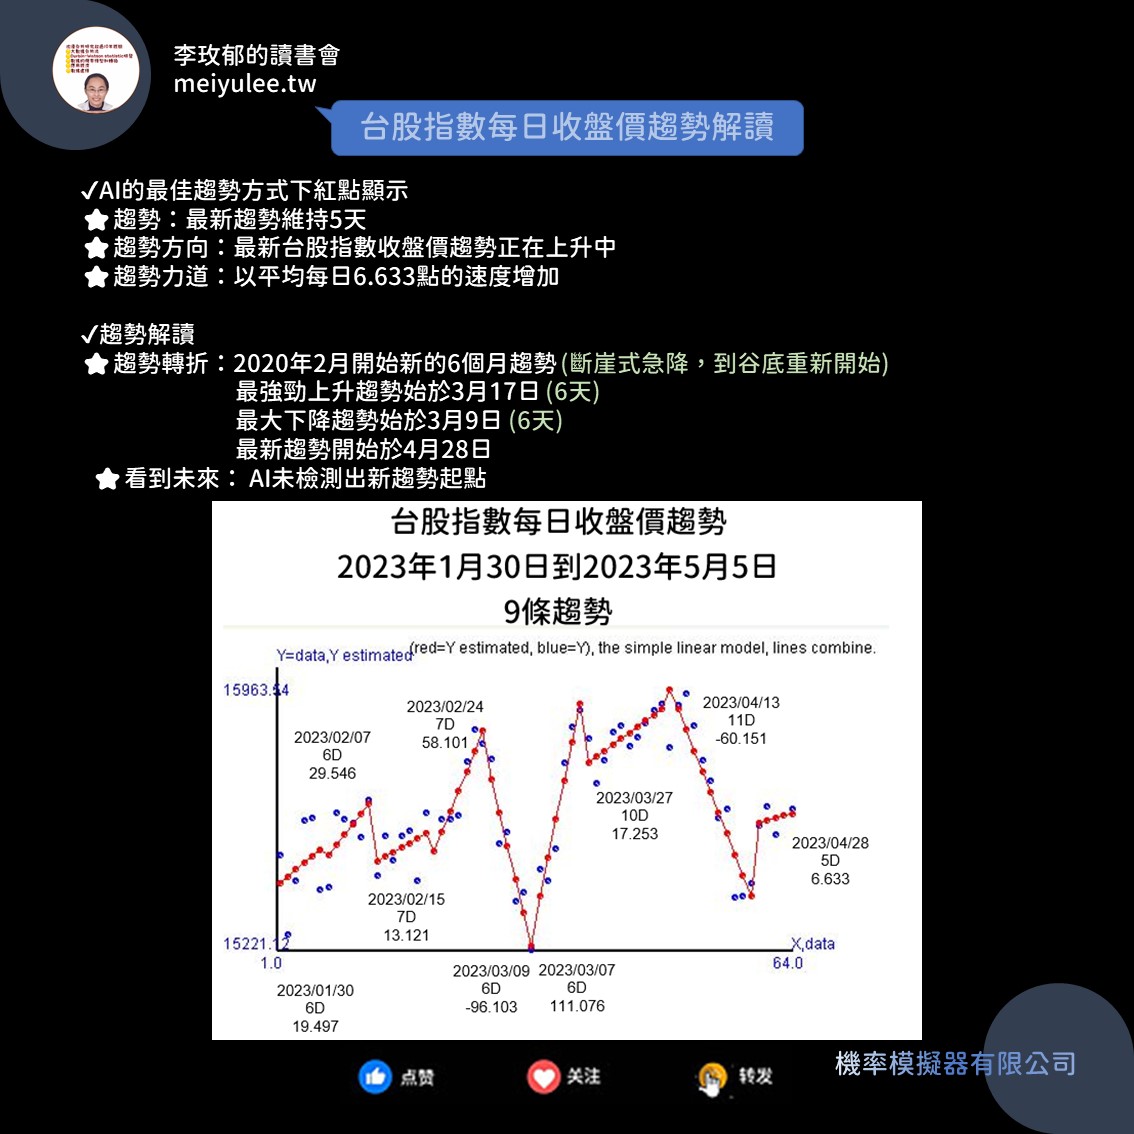 李玫郁的讀書會
meiyulee.tw
台股指數每日收盤價趨勢解讀
✓AI的最佳趨勢方式下紅點顯示
★趨勢：最新趨勢維持5天
★趨勢方向：最新台股指數收盤價趨勢正在上升中
★趨勢力道：以平均每日6.633點的速度增加
✓趨勢解讀
★趨勢轉折：2020年2月開始新的6個月趨勢(斷崖式急降，到谷底重新開始)
最強勁上升趨勢始於3月17日(6天)
最大下降趨勢始於3月9日(6天)
最新趨勢開始於4月28日
★看到未來： AI未檢測出新趨勢起點
台股指數每日收盤價趨勢
2023年1月30日到2023年5月5日
9條趨勢
Y=data,Y estimated
(red=Y estimated, blue=Y), the simple linear model, lines combine.
15963.54
2023/02/07
6D
29.546
2023/02/24
7D
58.101
2023/04/13
11D
-60.151
2023/03/27
10D
17.253
2023/04/28
5D
6.633
2023/02/15
7D
13.121
15221.12
X,data
1.0
64.0
2023/01/30
6D
19.497
2023/03/09
6D
-96.103
2023/03/07
6D
111.076
点赞
关注
转发
機率模擬器有限公司